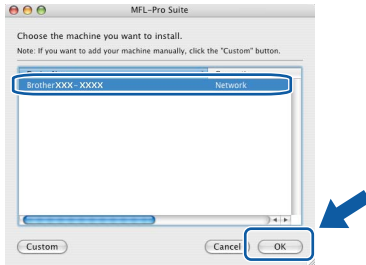 MFL-Pro Suite
Choose the machine you want to install.
Note: If you want to add your machine manually, click the "Custom" button.
BrotherXXX-XXXX Network
Custom Cancel OK